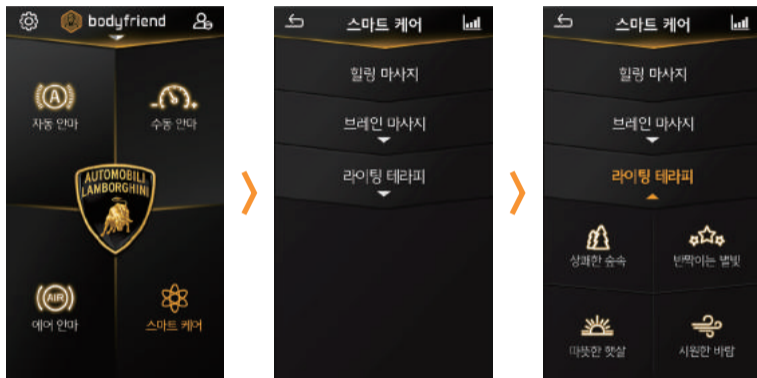 bodyfriend
자동 안마
수동 안마
AUTOMOBILI
LAMBORGHINI
AIR
에어 안마
스마트 케어
스마트 케어
힐링 마사지
브레인 마사지
라이팅 테라피
스마트 케어
힐링 마사지
브레인 마사지
라이팅 테라피
상쾌한 숲속
반짝이는 별빛
따뜻한 햇살
시원한 바람